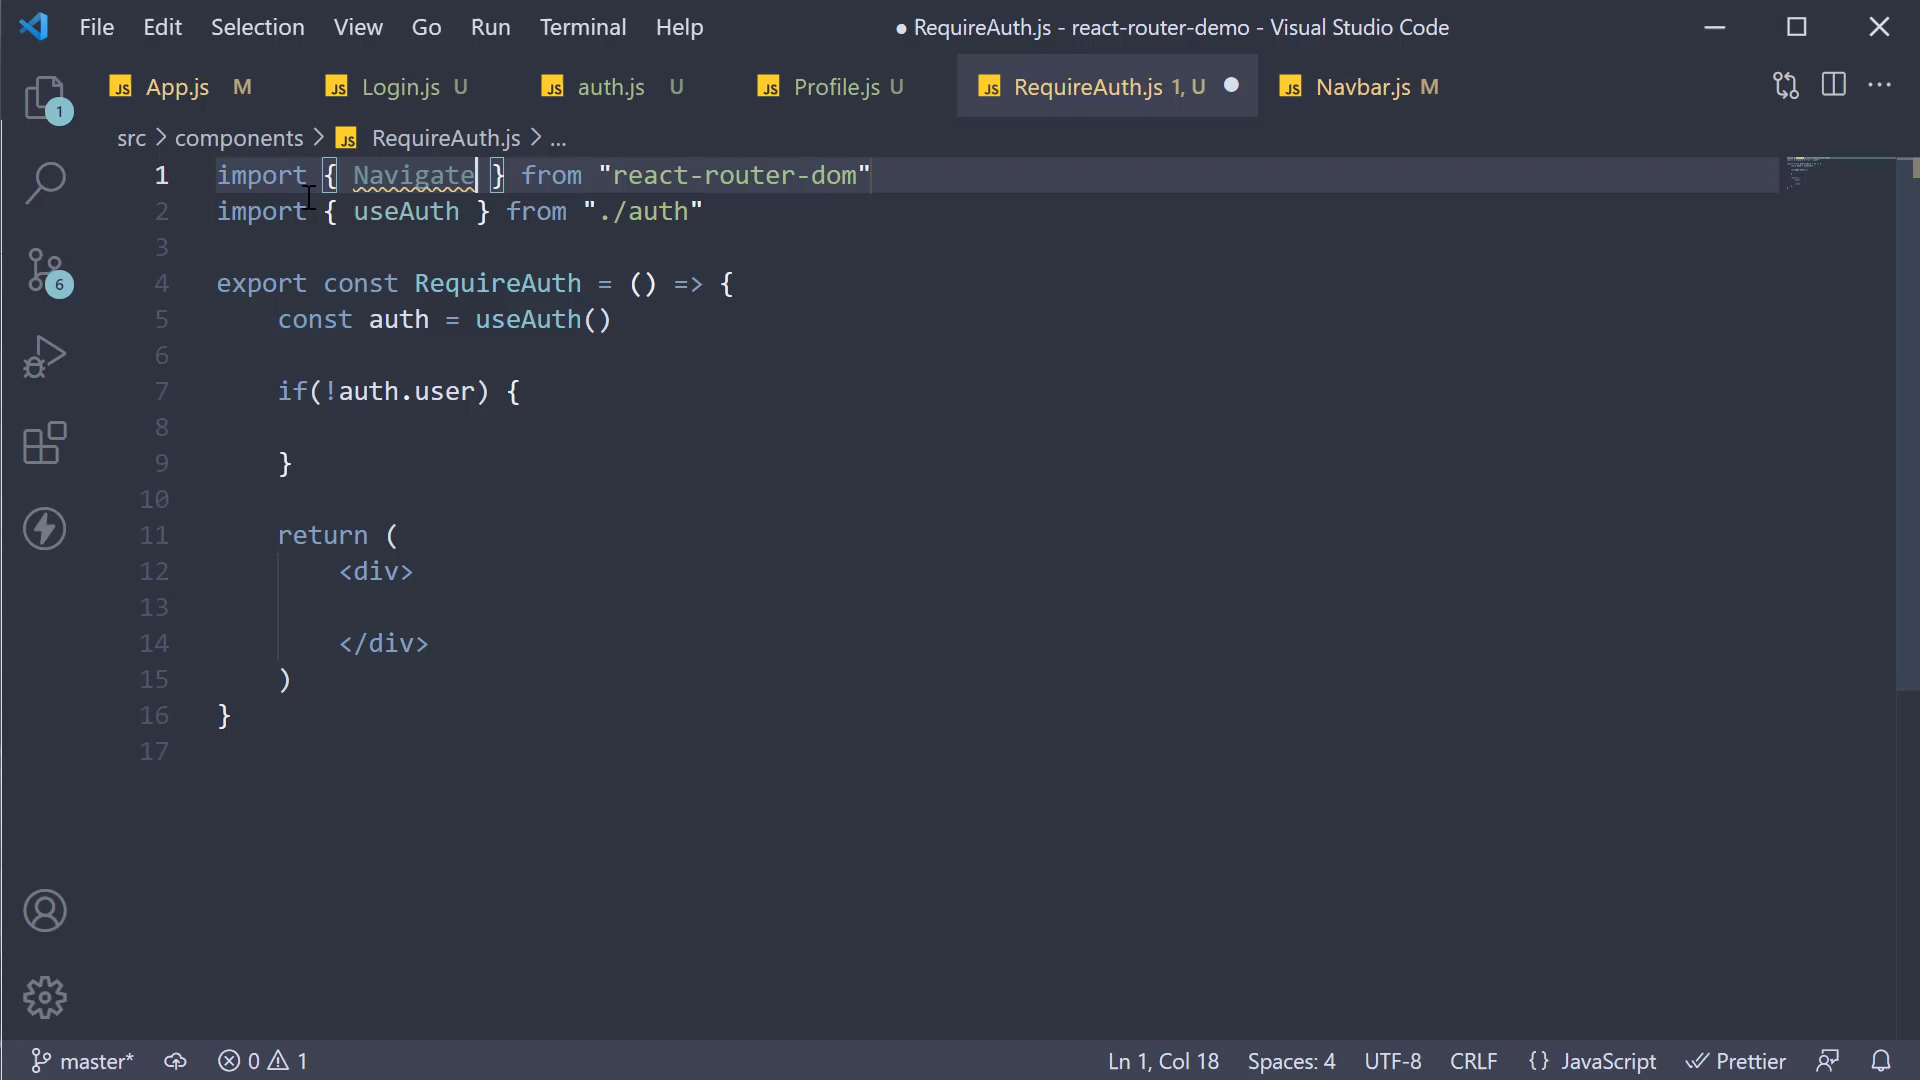 File Edit Selection View Go Run Terminal Help ● RequireAuth.js - react-router-demo - Visual Studio Code
JS App.js M JS Login.js U JS auth.js U JS Profile.js U JS RequireAuth.js 1, U JS Navbar.js M ...
1
src > components > JS RequireAuth.js > ...
1 import { Navigate } from "react-router-dom"
2 import { useAuth } from "./auth"
3
4 export const RequireAuth = () => {
5 const auth = useAuth()
6
7 if(!auth.user) {
8
9 }
10
11 return (
12 <div>
13
14 </div>
15 )
16 }
17
6
master* 0 1 Ln 1, Col 18 Spaces: 4 UTF-8 CRLF {} JavaScript Prettier